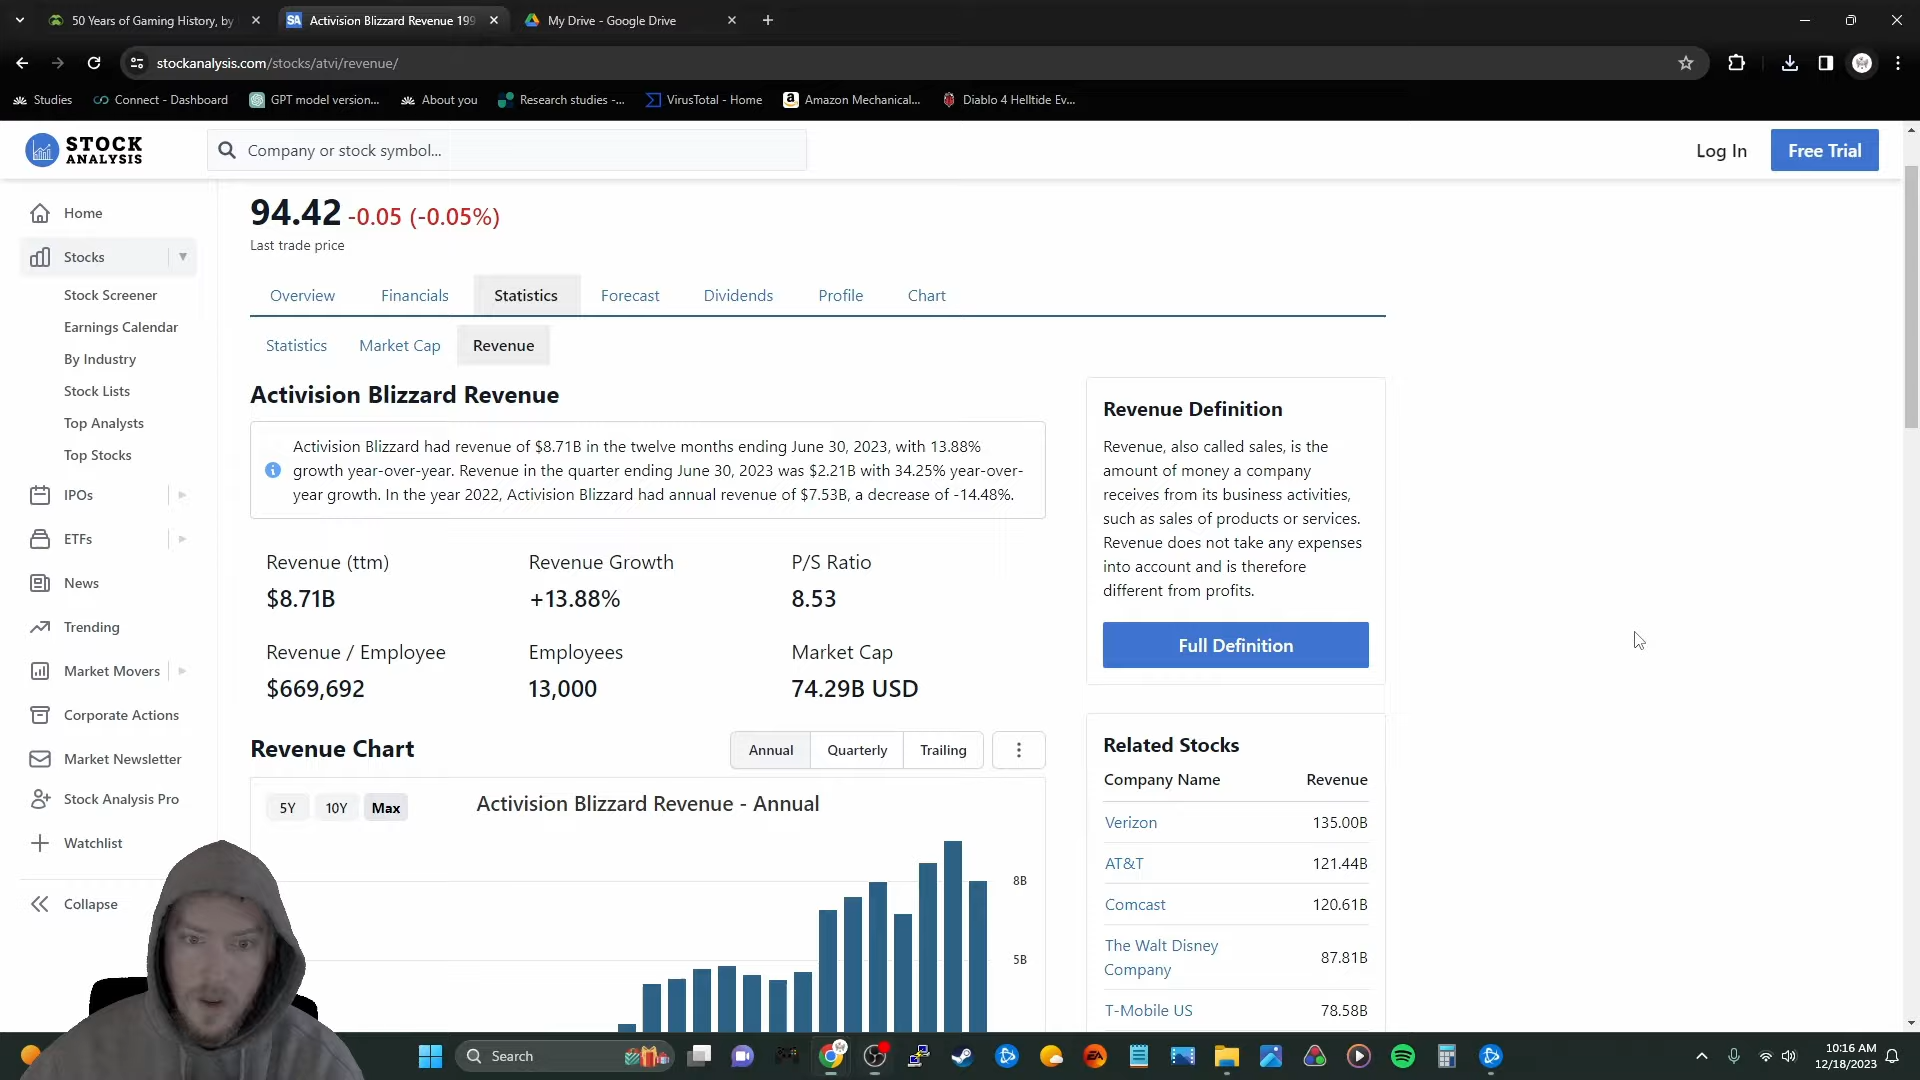 50 Years of Gaming History, by
Activision Blizzard Revenue 199
My Drive - Google Drive
stockanalysis.com/stocks/atvi/revenue/
Studies
Connect - Dashboard
GPT model version...
About you
Research studies -...
VirusTotal - Home
Amazon Mechanical...
Diablo 4 Helltide Ev...
STOCK
ANALYSIS
Company or stock symbol...
Log In
Free Trial
Home
Stocks
Stock Screener
Earnings Calendar
By Industry
Stock Lists
Top Analysts
Top Stocks
IPOs
ETFs
News
Trending
Market Movers
Corporate Actions
Market Newsletter
Stock Analysis Pro
Watchlist
Collapse
94.42 -0.05 (-0.05%)
Last trade price
Overview
Financials
Statistics
Forecast
Dividends
Profile
Chart
Statistics
Market Cap
Revenue
Activision Blizzard Revenue
Activision Blizzard had revenue of $8.71B in the twelve months ending June 30, 2023, with 13.88%
growth year-over-year. Revenue in the quarter ending June 30, 2023 was $2.21B with 34.25% year-over-
year growth. In the year 2022, Activision Blizzard had annual revenue of $7.53B, a decrease of -14.48%.
Revenue (ttm)
$8.71B
Revenue Growth
+13.88%
P/S Ratio
8.53
Revenue / Employee
$669,692
Employees
13,000
Market Cap
74.29B USD
Revenue Chart
Annual
Quarterly
Trailing
5Y
10Y
Max
Activision Blizzard Revenue - Annual
8B
5B
Revenue Definition
Revenue, also called sales, is the
amount of money a company
receives from its business activities,
such as sales of products or services.
Revenue does not take any expenses
into account and is therefore
different from profits.
Full Definition
Related Stocks
Company Name Revenue
Verizon 135.00B
AT&T 121.44B
Comcast 120.61B
The Walt Disney
Company 87.81B
T-Mobile US 78.58B
Search
EA
10:16 AM
12/18/2023